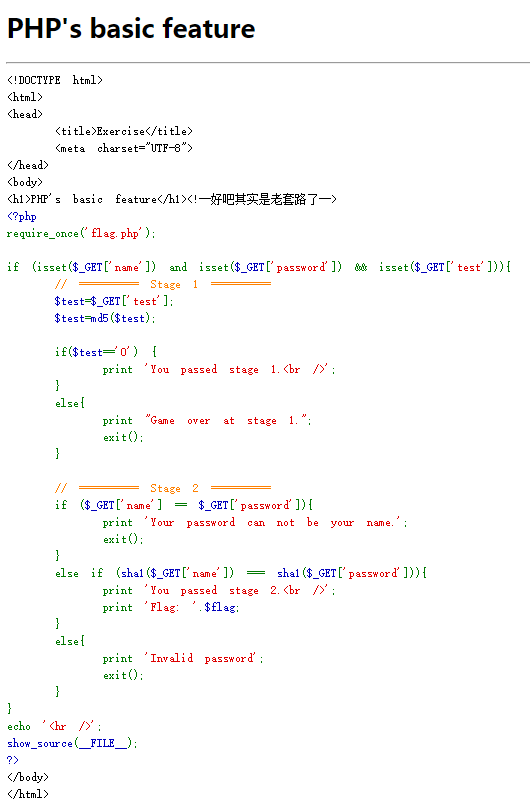 PHP's basic feature
<!DOCTYPE html>
<html>
<head>
<title>Exercise</title>
<meta charset="UTF-8">
</head>
<body>
<h1>PHP's basic feature</h1><!--好吧其实是老套路了-->
<?php
require_once('flag.php');
if (isset($_GET['name']) and isset($_GET['password']) && isset($_GET['test'])){
// ========== Stage 1 ==========
$test=$_GET['test'];
$test=md5($test);
if($test=='0') {
print 'You passed stage 1.<br />';
}
else{
print "Game over at stage 1.";
exit();
}
// ========== Stage 2 ==========
if ($_GET['name'] == $_GET['password']){
print 'Your password can not be your name.';
exit();
}
else if (sha1($_GET['name']) === sha1($_GET['password'])){
print 'You passed stage 2.<br />';
print 'Flag: '.$flag;
}
else{
print 'Invalid password';
exit();
}
}
echo '<hr />';
show_source(__FILE__);
?>
</body>
</html>